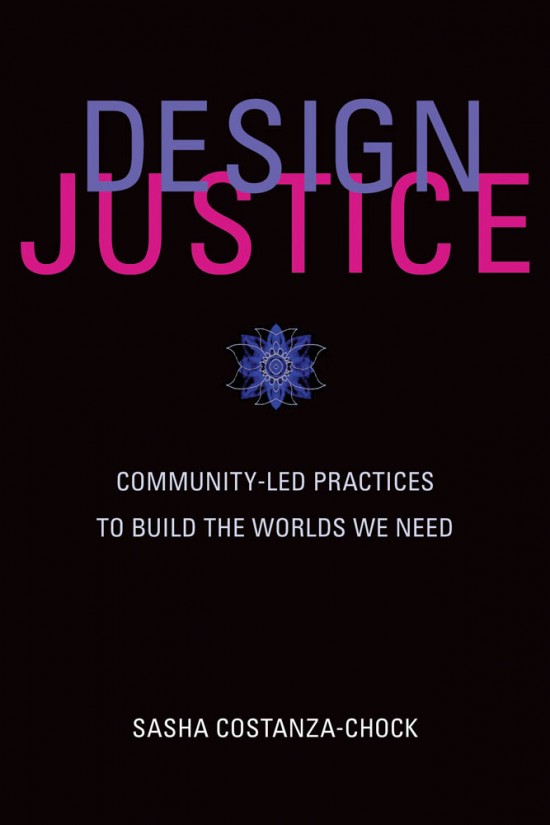 DESIGN
JUSTICE
COMMUNITY-LED PRACTICES
TO BUILD THE WORLDS WE NEED
SASHA COSTANZA-CHOCK